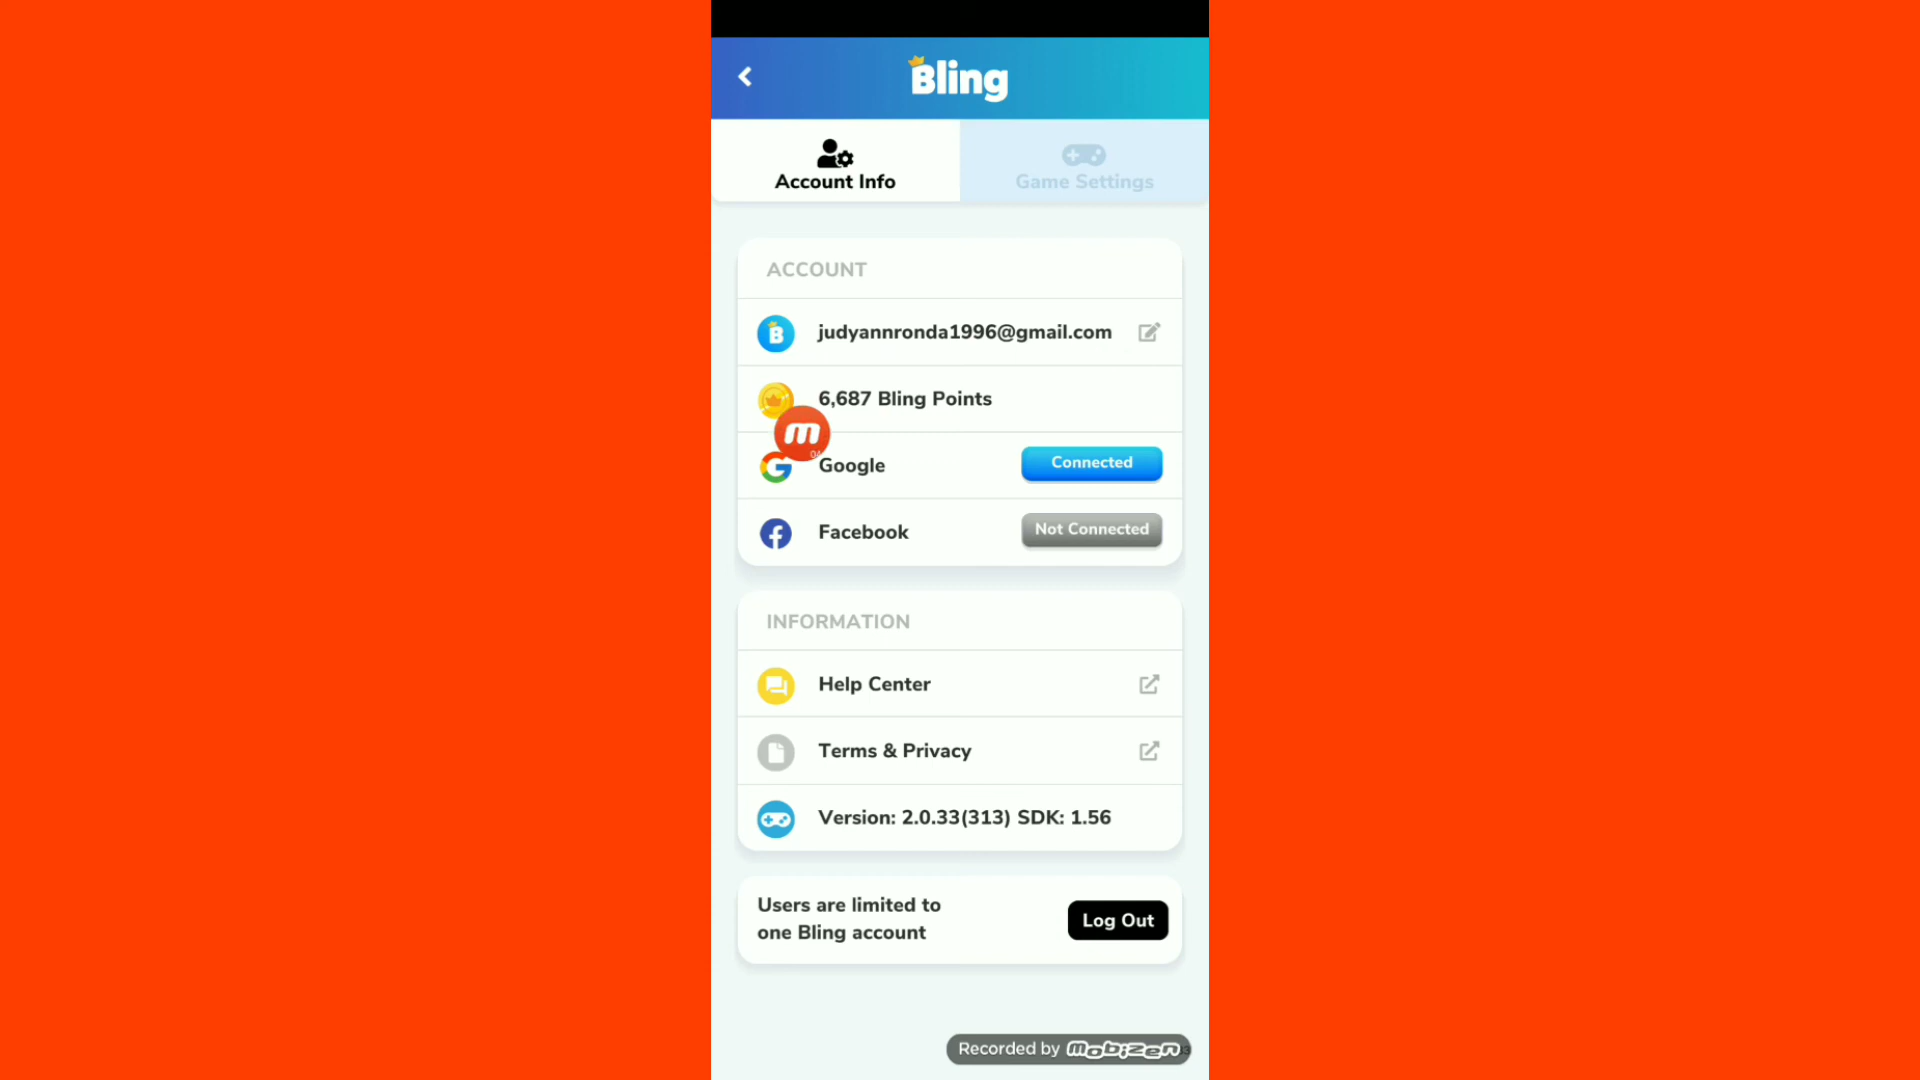 Bling
Account Info
Game Settings
ACCOUNT
judyannronda1996@gmail.com
6,687 Bling Points
Google
Connected
Facebook
Not Connected
INFORMATION
Help Center
Terms & Privacy
Version: 2.0.33(313) SDK: 1.56
Users are limited to
one Bling account
Log Out
Recorded by mobizen